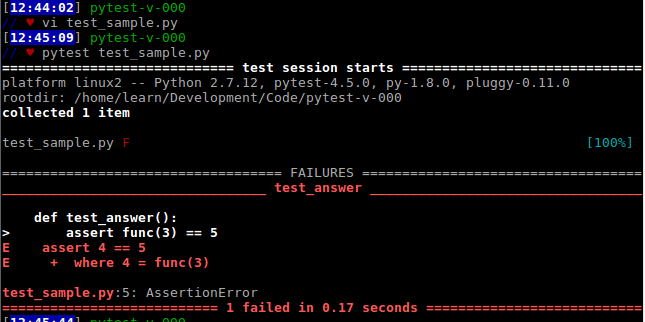 [12:44:02] pytest-v-000
// ♥ vi test_sample.py
[12:45:09] pytest-v-000
// ♥ pytest test_sample.py
============================= test session starts ==============================
platform linux2 -- Python 2.7.12, pytest-4.5.0, py-1.8.0, pluggy-0.11.0
rootdir: /home/learn/Development/Code/pytest-v-000
collected 1 item
test_sample.py F [100%]
=================================== FAILURES ===================================
_________________________________ test_answer __________________________________
def test_answer():
> assert func(3) == 5
E assert 4 == 5
E + where 4 = func(3)
test_sample.py:5: AssertionError
=========================== 1 failed in 0.17 seconds ===========================
[12:45:44] pytest-v-000